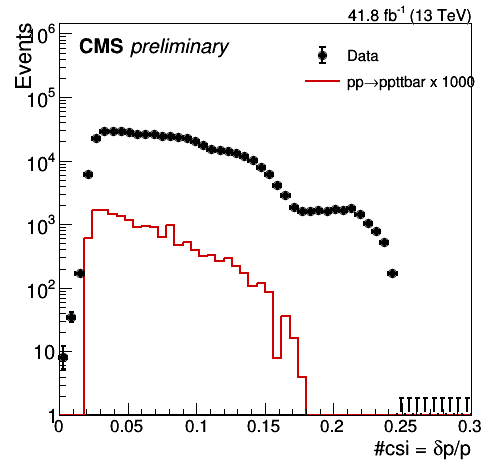 41.8 fb⁻¹ (13 TeV)
Events
CMS preliminary
Data
pp→ppttbar x 1000
10⁶
10⁵
10⁴
10³
10²
10
1
0 0.05 0.1 0.15 0.2 0.25 0.3
#csi = δp/p